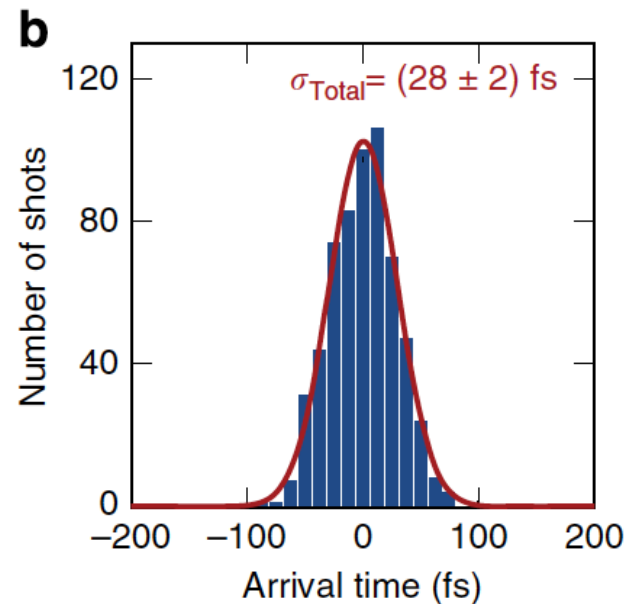 b
σTotal= (28 ± 2) fs
120
80
40
0
Number of shots
−200 −100 0 100 200
Arrival time (fs)